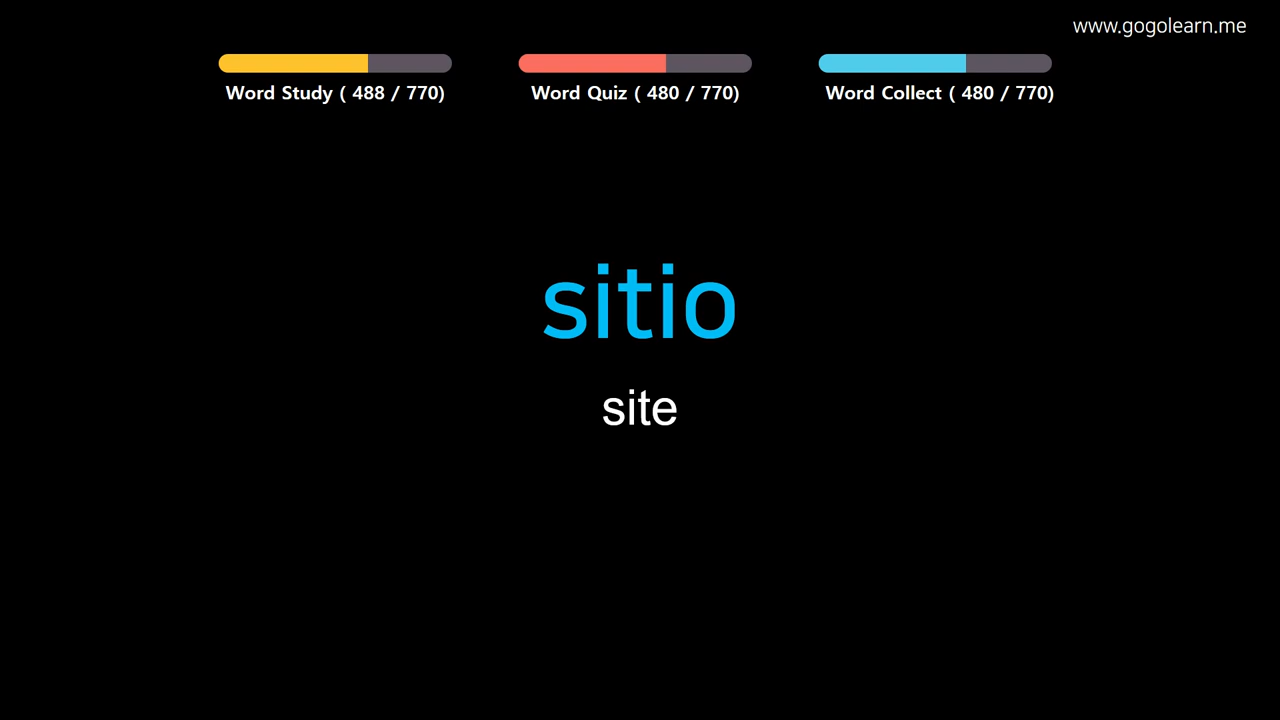 www.gogolearn.me
Word Study ( 488 / 770)
Word Quiz ( 480 / 770)
Word Collect ( 480 / 770)
sitio
site